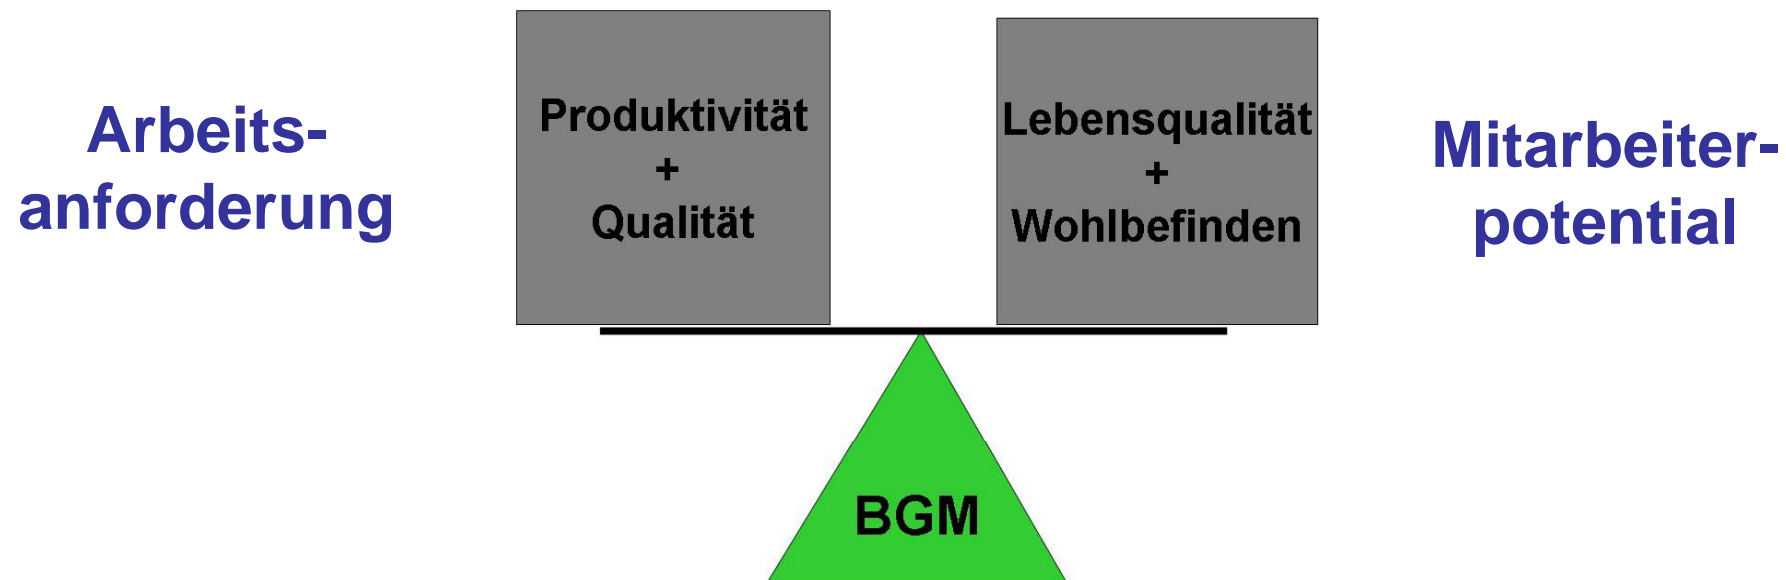 Arbeits-
anforderung
Produktivität
+
Qualität
Lebensqualität
+
Wohlbefinden
Mitarbeiter-
potential
BGM